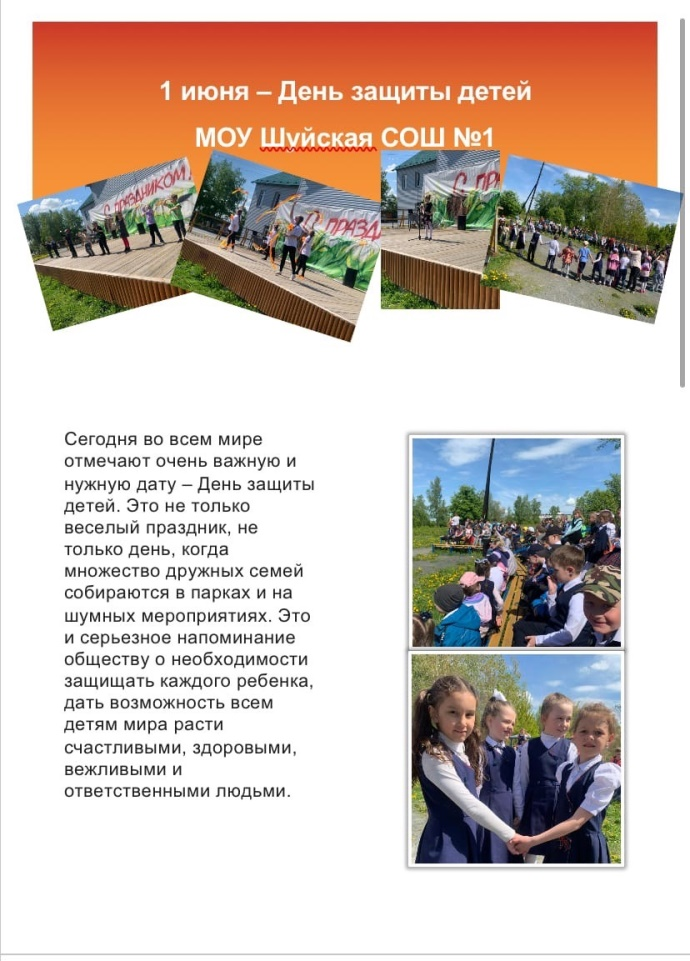 1 июня – День защиты детей
МОУ Шуйская СОШ №1
С ПРАЗДНИКОМ!
С ПРАЗД
С ПР
Сегодня во всем мире
отмечают очень важную и
нужную дату – День защиты
детей. Это не только
веселый праздник, не
только день, когда
множество дружных семей
собираются в парках и на
шумных мероприятиях. Это
и серьезное напоминание
обществу о необходимости
защищать каждого ребенка,
дать возможность всем
детям мира расти
счастливыми, здоровыми,
вежливыми и
ответственными людьми.